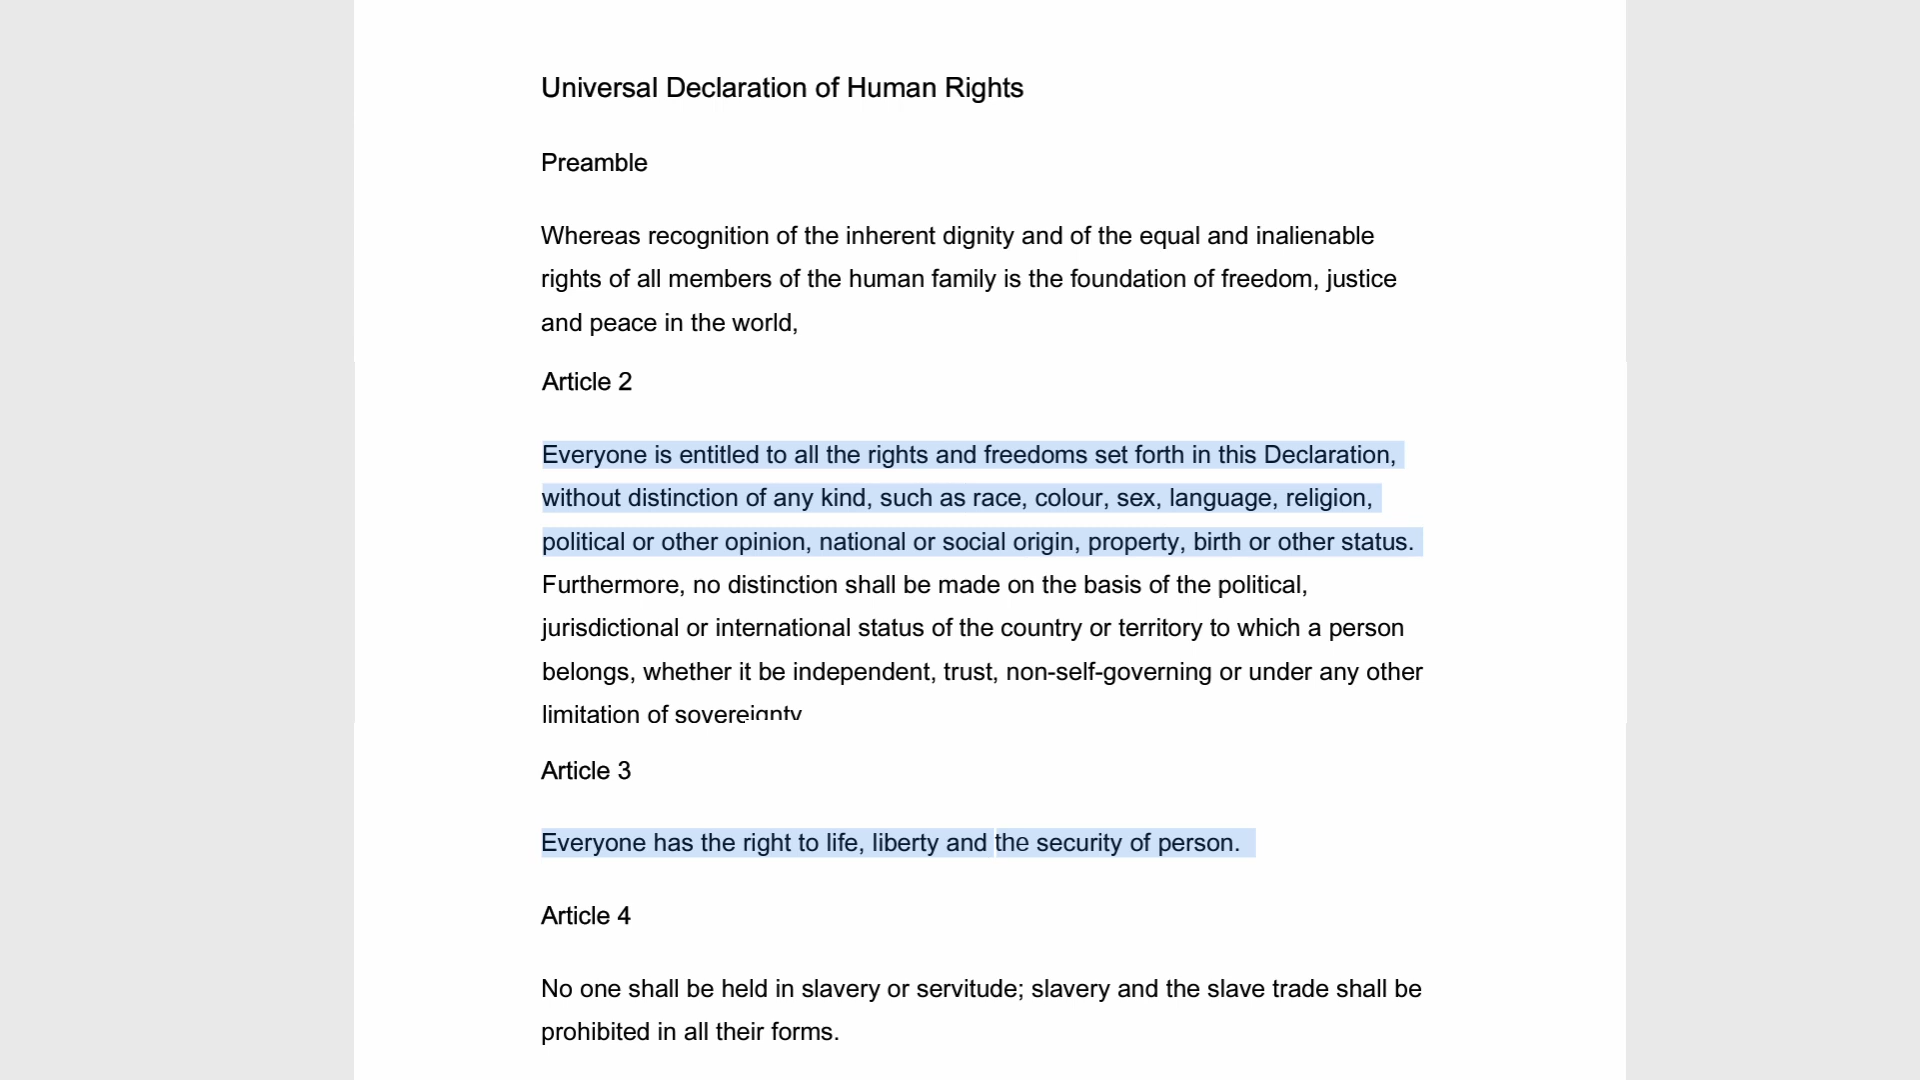 Universal Declaration of Human Rights
Preamble
Whereas recognition of the inherent dignity and of the equal and inalienable
rights of all members of the human family is the foundation of freedom, justice
and peace in the world,
Article 2
Everyone is entitled to all the rights and freedoms set forth in this Declaration,
without distinction of any kind, such as race, colour, sex, language, religion,
political or other opinion, national or social origin, property, birth or other status.
Furthermore, no distinction shall be made on the basis of the political,
jurisdictional or international status of the country or territory to which a person
belongs, whether it be independent, trust, non-self-governing or under any other
limitation of sovereignty
Article 3
Everyone has the right to life, liberty and the security of person.
Article 4
No one shall be held in slavery or servitude; slavery and the slave trade shall be
prohibited in all their forms.